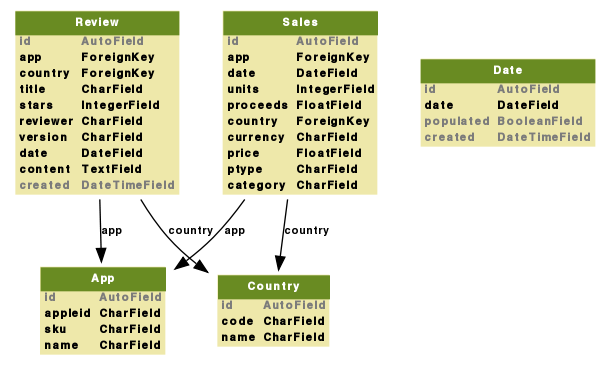 Review
id AutoField
app ForeignKey
country ForeignKey
title CharField
stars IntegerField
reviewer CharField
version CharField
date DateField
content TextField
created DateTimeField
Sales
id AutoField
app ForeignKey
date DateField
units IntegerField
proceeds FloatField
country ForeignKey
currency CharField
price FloatField
ptype CharField
category CharField
Date
id AutoField
date DateField
populated BooleanField
created DateTimeField
app
country
app
country
App
id AutoField
appleid CharField
sku CharField
name CharField
Country
id AutoField
code CharField
name CharField